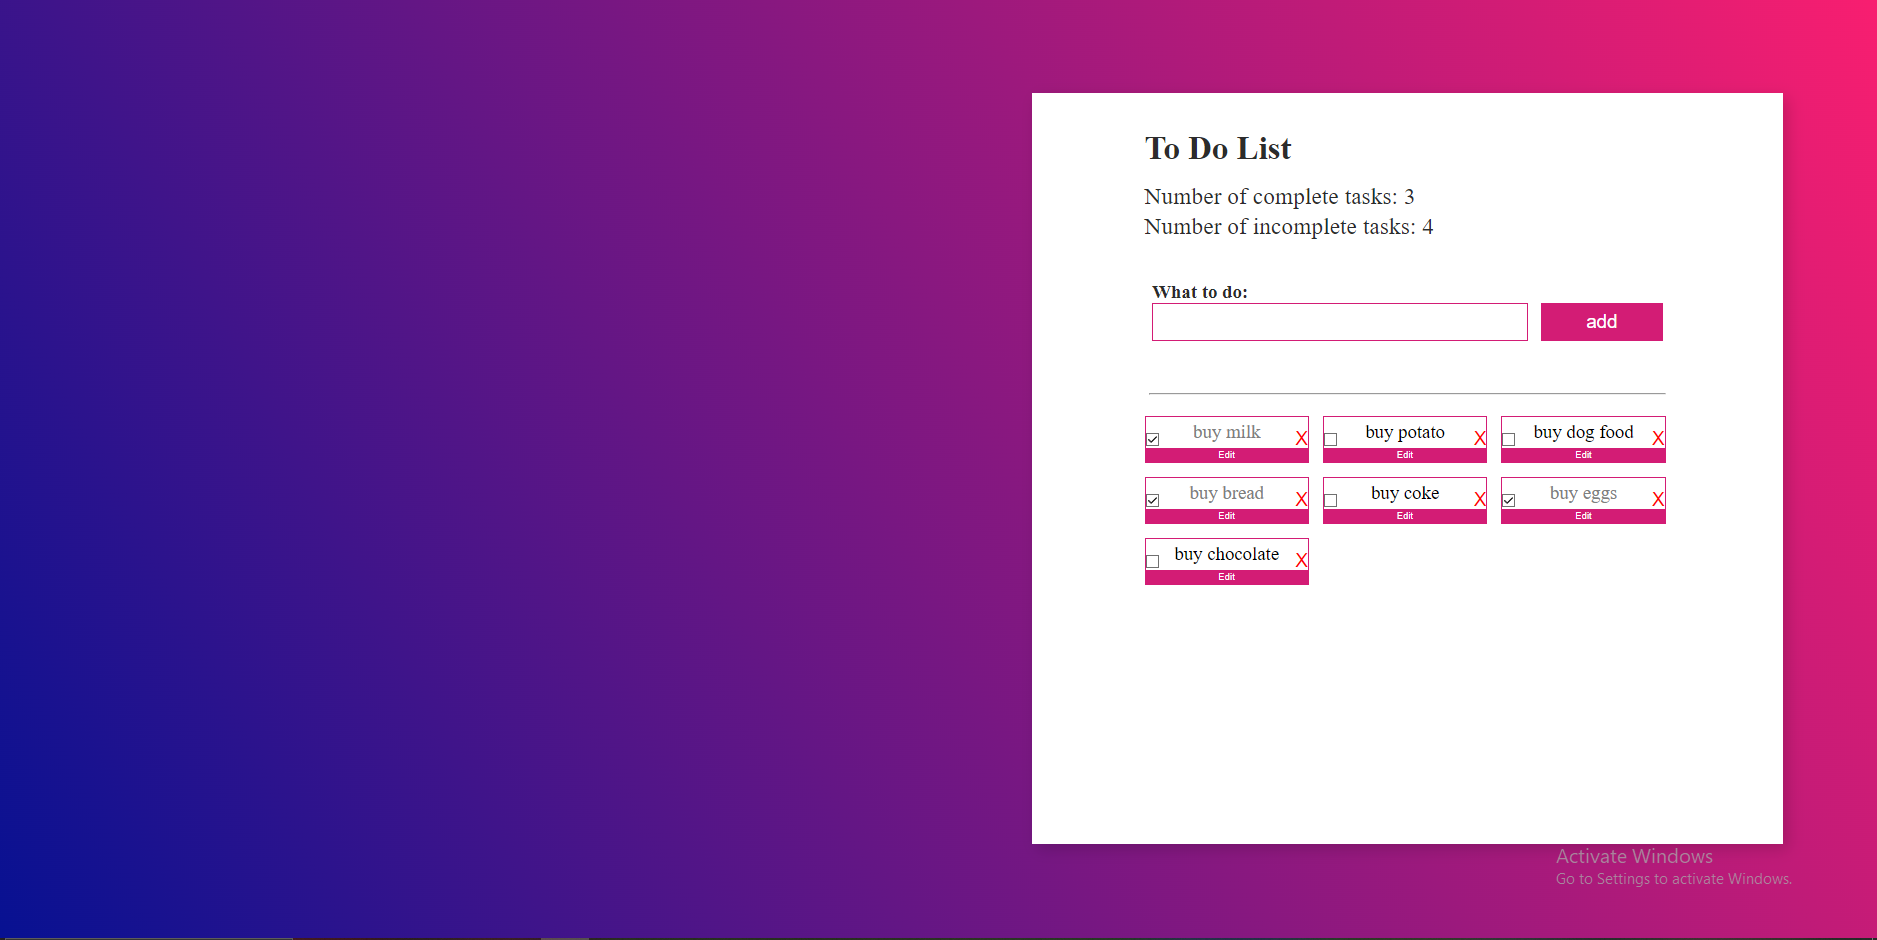 To Do List
Number of complete tasks: 3
Number of incomplete tasks: 4
What to do:
add
buy milk X
Edit
buy potato X
Edit
buy dog food X
Edit
buy bread X
Edit
buy coke X
Edit
buy eggs X
Edit
buy chocolate X
Edit
Activate Windows
Go to Settings to activate Windows.